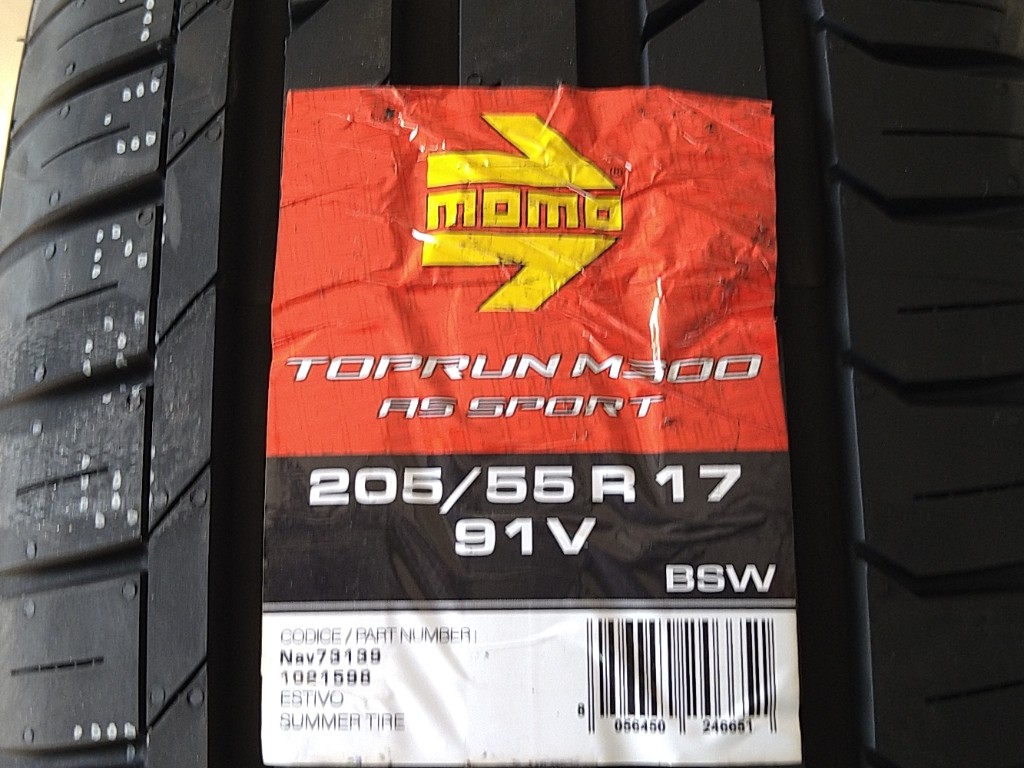 momo
TOPRUN M300
AS SPORT
205/55 R 17
91V
BSW
CODICE / PART NUMBER
Nav73139
1021598
ESTIVO
SUMMER TIRE
8 056450 246651